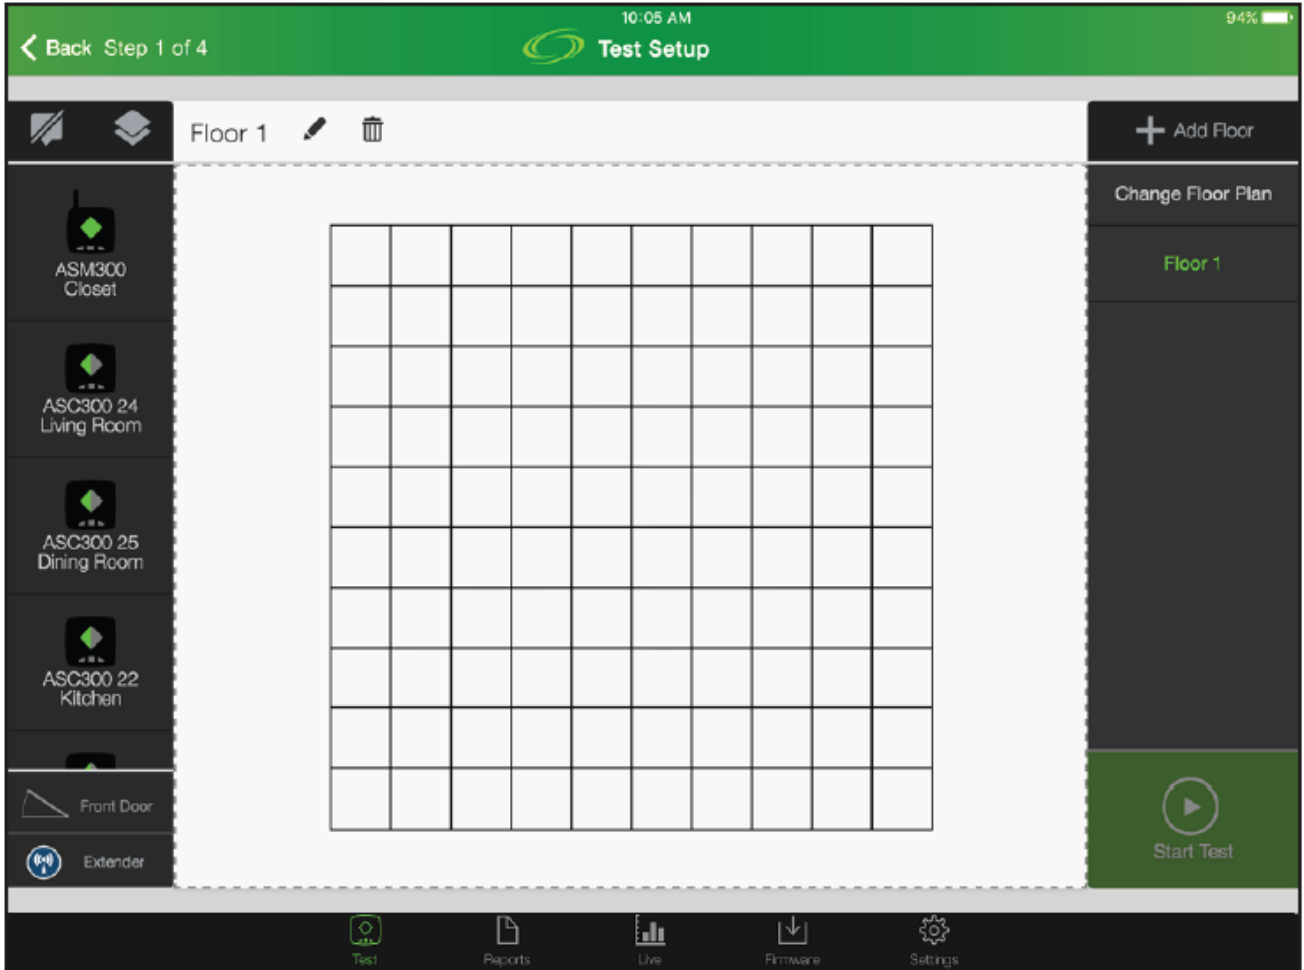 10:05 AM
94%
Back Step 1 of 4
Test Setup
Floor 1
Add Floor
Change Floor Plan
Floor 1
ASM300
Closet
ASC300 24
Living Room
ASC300 25
Dining Room
ASC300 22
Kitchen
Front Door
Extender
Start Test
Test
Reports
Live
Firmware
Settings